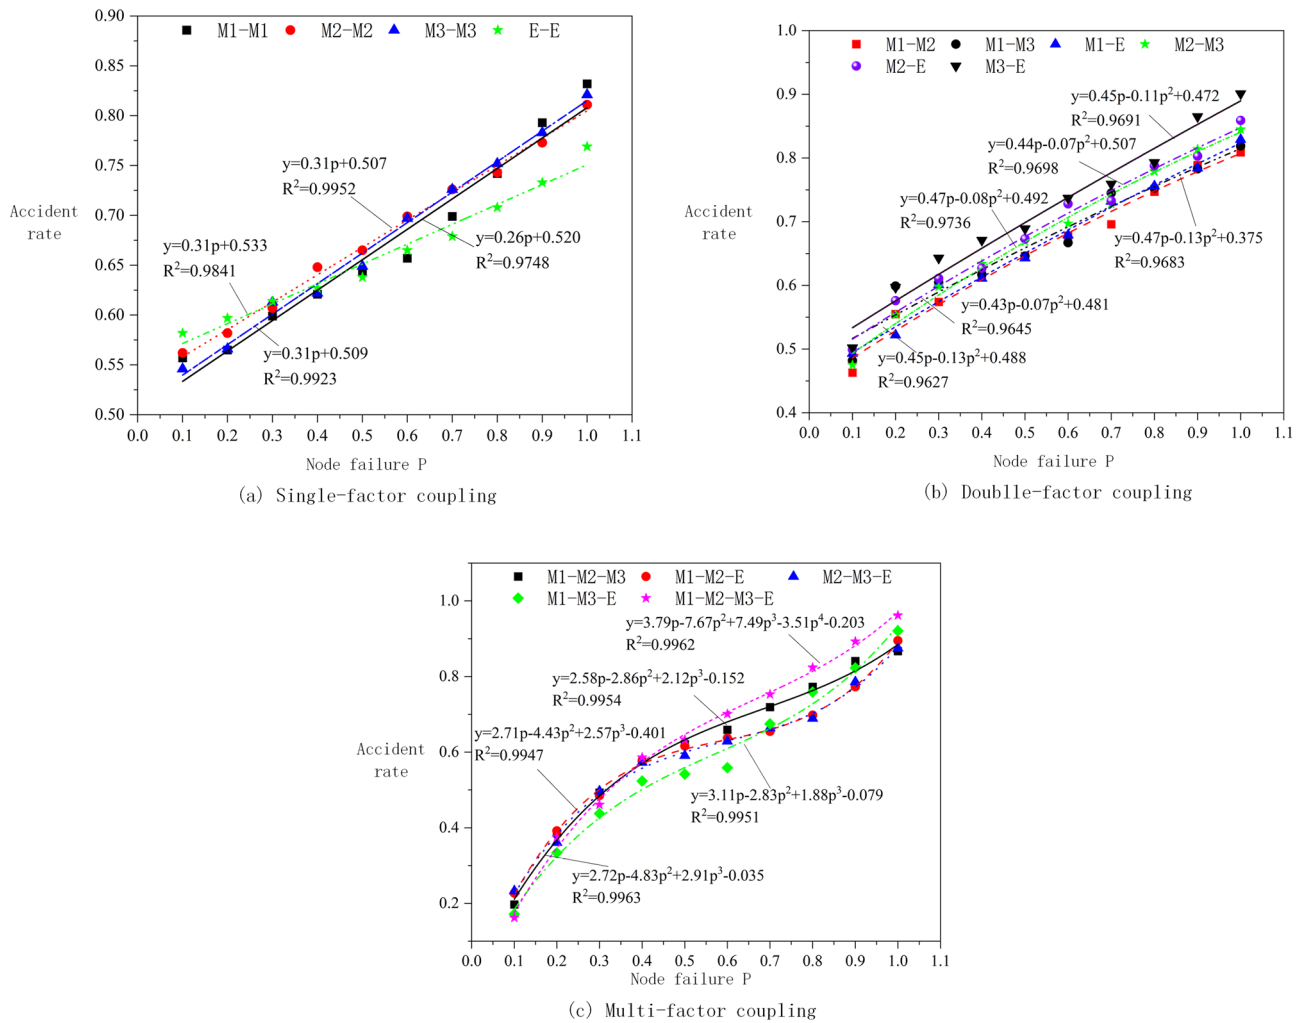 M1-M1 M2-M2 M3-M3 E-E
0.90
0.85
0.80
0.75
0.70
0.65
0.60
0.55
0.50
Accident
rate
y=0.31p+0.507
R²=0.9952
y=0.31p+0.533
R²=0.9841
y=0.26p+0.520
R²=0.9748
y=0.31p+0.509
R²=0.9923
0.0 0.1 0.2 0.3 0.4 0.5 0.6 0.7 0.8 0.9 1.0 1.1
Node failure P
(a) Single-factor coupling
M1-M2 M1-M3 M1-E M2-M3
M2-E M3-E
1.0
0.9
0.8
0.7
0.6
0.5
0.4
Accident
rate
y=0.45p-0.11p²+0.472
R²=0.9691
y=0.44p-0.07p²+0.507
R²=0.9698
y=0.47p-0.08p²+0.492
R²=0.9736
y=0.47p-0.13p²+0.375
R²=0.9683
y=0.43p-0.07p²+0.481
R²=0.9645
y=0.45p-0.13p²+0.488
R²=0.9627
0.0 0.1 0.2 0.3 0.4 0.5 0.6 0.7 0.8 0.9 1.0 1.1
Node failure P
(b) Doublle-factor coupling
M1-M2-M3 M1-M2-E M2-M3-E
M1-M3-E M1-M2-M3-E
1.0
0.8
0.6
0.4
0.2
Accident
rate
y=3.79p-7.67p²+7.49p³-3.51p⁴-0.203
R²=0.9962
y=2.58p-2.86p²+2.12p³-0.152
R²=0.9954
y=2.71p-4.43p²+2.57p³-0.401
R²=0.9947
y=3.11p-2.83p²+1.88p³-0.079
R²=0.9951
y=2.72p-4.83p²+2.91p³-0.035
R²=0.9963
0.0 0.1 0.2 0.3 0.4 0.5 0.6 0.7 0.8 0.9 1.0 1.1
Node failure P
(c) Multi-factor coupling